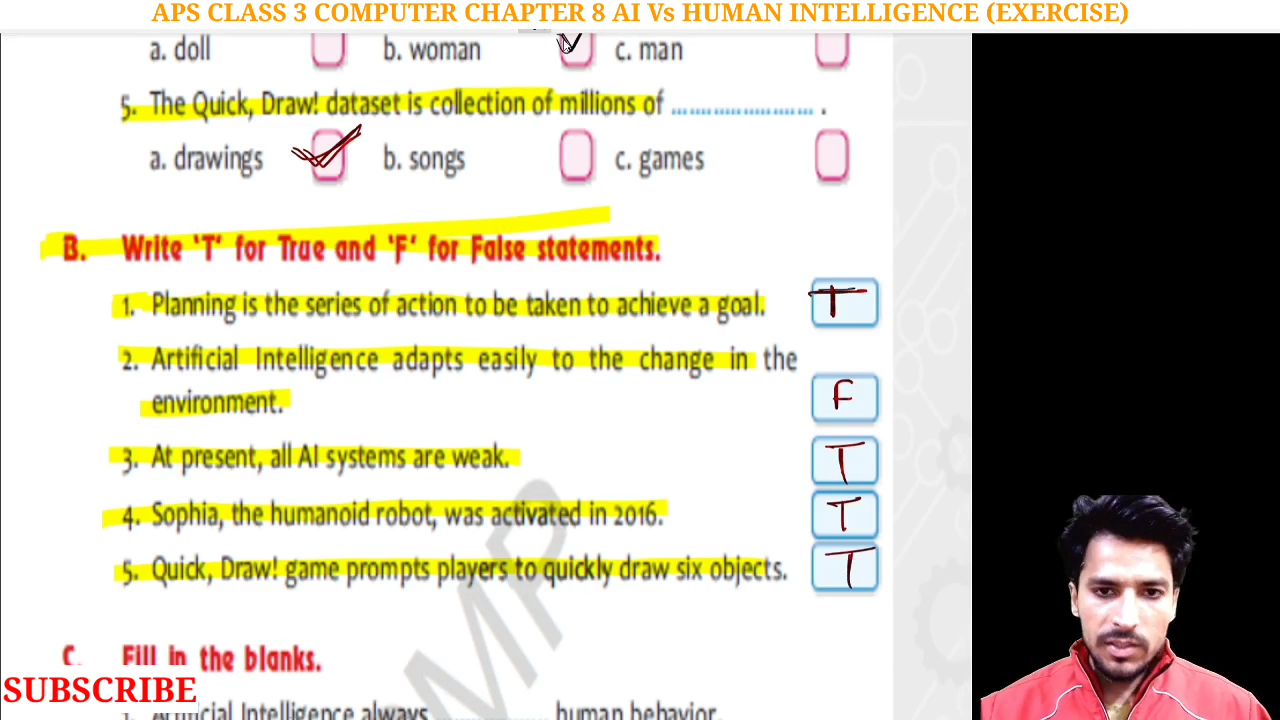 APS CLASS 3 COMPUTER CHAPTER 8 AI Vs HUMAN INTELLIGENCE (EXERCISE)
a. doll b. woman c. man
5. The Quick, Draw! dataset is collection of millions of ........................ .
a. drawings b. songs c. games
B. Write 'T' for True and 'F' for False statements.
1. Planning is the series of action to be taken to achieve a goal. T
2. Artificial Intelligence adapts easily to the change in the
environment. F
3. At present, all AI systems are weak. T
4. Sophia, the humanoid robot, was activated in 2016. T
5. Quick, Draw! game prompts players to quickly draw six objects. T
C. Fill in the blanks.
SUBSCRIBE
1. Artificial Intelligence always .................... human behavior.